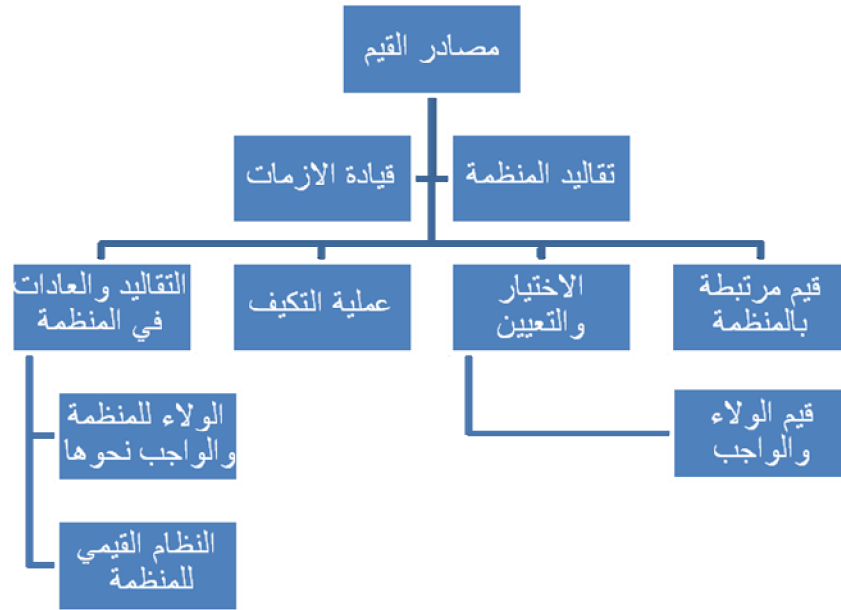 مصادر القيم
تقاليد المنظمة
قيادة الازمات
قيم مرتبطة
بالمنظمة
الاختيار
والتعيين
عملية التكيف
التقاليد والعادات
في المنظمة
قيم الولاء
والواجب
الولاء للمنظمة
والواجب نحوها
النظام القيمي
للمنظمة